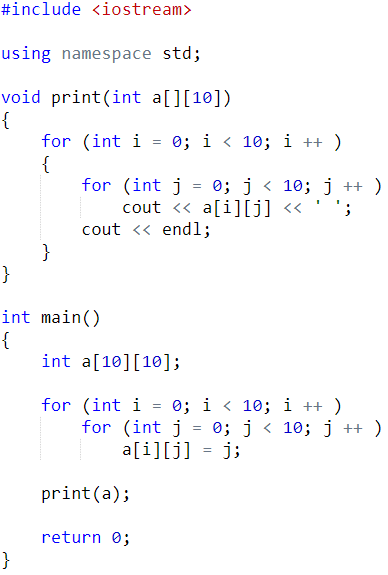 #include <iostream>
using namespace std;
void print(int a[][10])
{
    for (int i = 0; i < 10; i ++ )
    {
        for (int j = 0; j < 10; j ++ )
            cout << a[i][j] << ' ';
        cout << endl;
    }
}
int main()
{
    int a[10][10];
    for (int i = 0; i < 10; i ++ )
        for (int j = 0; j < 10; j ++ )
            a[i][j] = j;
    print(a);
    return 0;
}